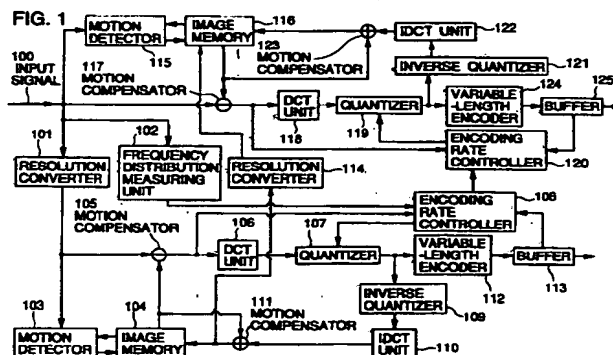 FIG. 1
MOTION
DETECTOR
115
IMAGE
MEMORY
116
123 MOTION
COMPENSATOR
IDCT UNIT
122
100
INPUT
SIGNAL
117
MOTION
COMPENSATOR
INVERSE QUANTIZER
121
DCT
UNIT
118
QUANTIZER
119
124
VARIABLE
-LENGTH
ENCODER
125
BUFFER
101
RESOLUTION
CONVERTER
102
FREQUENCY
DISTRIBUTION
MEASURING
UNIT
RESOLUTION
CONVERTER
114
ENCODING
RATE
CONTROLLER
120
105
MOTION
COMPENSATOR
106
DCT
UNIT
107
QUANTIZER
ENCODING
RATE
CONTROLLER
108
VARIABLE
-LENGTH
ENCODER
112
BUFFER
113
INVERSE
QUANTIZER
109
103
MOTION
DETECTOR
104
IMAGE
MEMORY
111
MOTION
COMPENSATOR
IDCT
UNIT
110